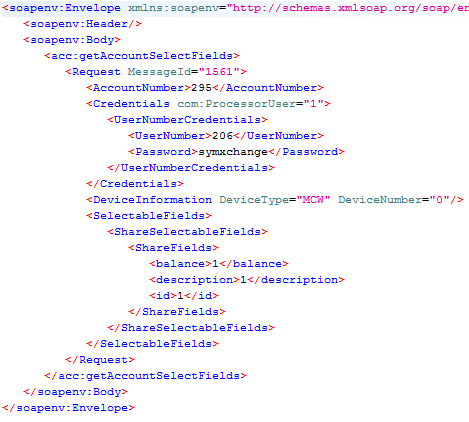 <soapenv:Envelope xmlns:soapenv="http://schemas.xmlsoap.org/soap/en
<soapenv:Header/>
<soapenv:Body>
<acc:getAccountSelectFields>
<Request MessageId="1561">
<AccountNumber>295</AccountNumber>
<Credentials com:ProcessorUser="1">
<UserNumberCredentials>
<UserNumber>206</UserNumber>
<Password>symxchange</Password>
</UserNumberCredentials>
</Credentials>
<DeviceInformation DeviceType="MCW" DeviceNumber="0"/>
<SelectableFields>
<ShareSelectableFields>
<ShareFields>
<balance>1</balance>
<description>1</description>
<id>1</id>
</ShareFields>
</ShareSelectableFields>
</SelectableFields>
</Request>
</acc:getAccountSelectFields>
</soapenv:Body>
</soapenv:Envelope>